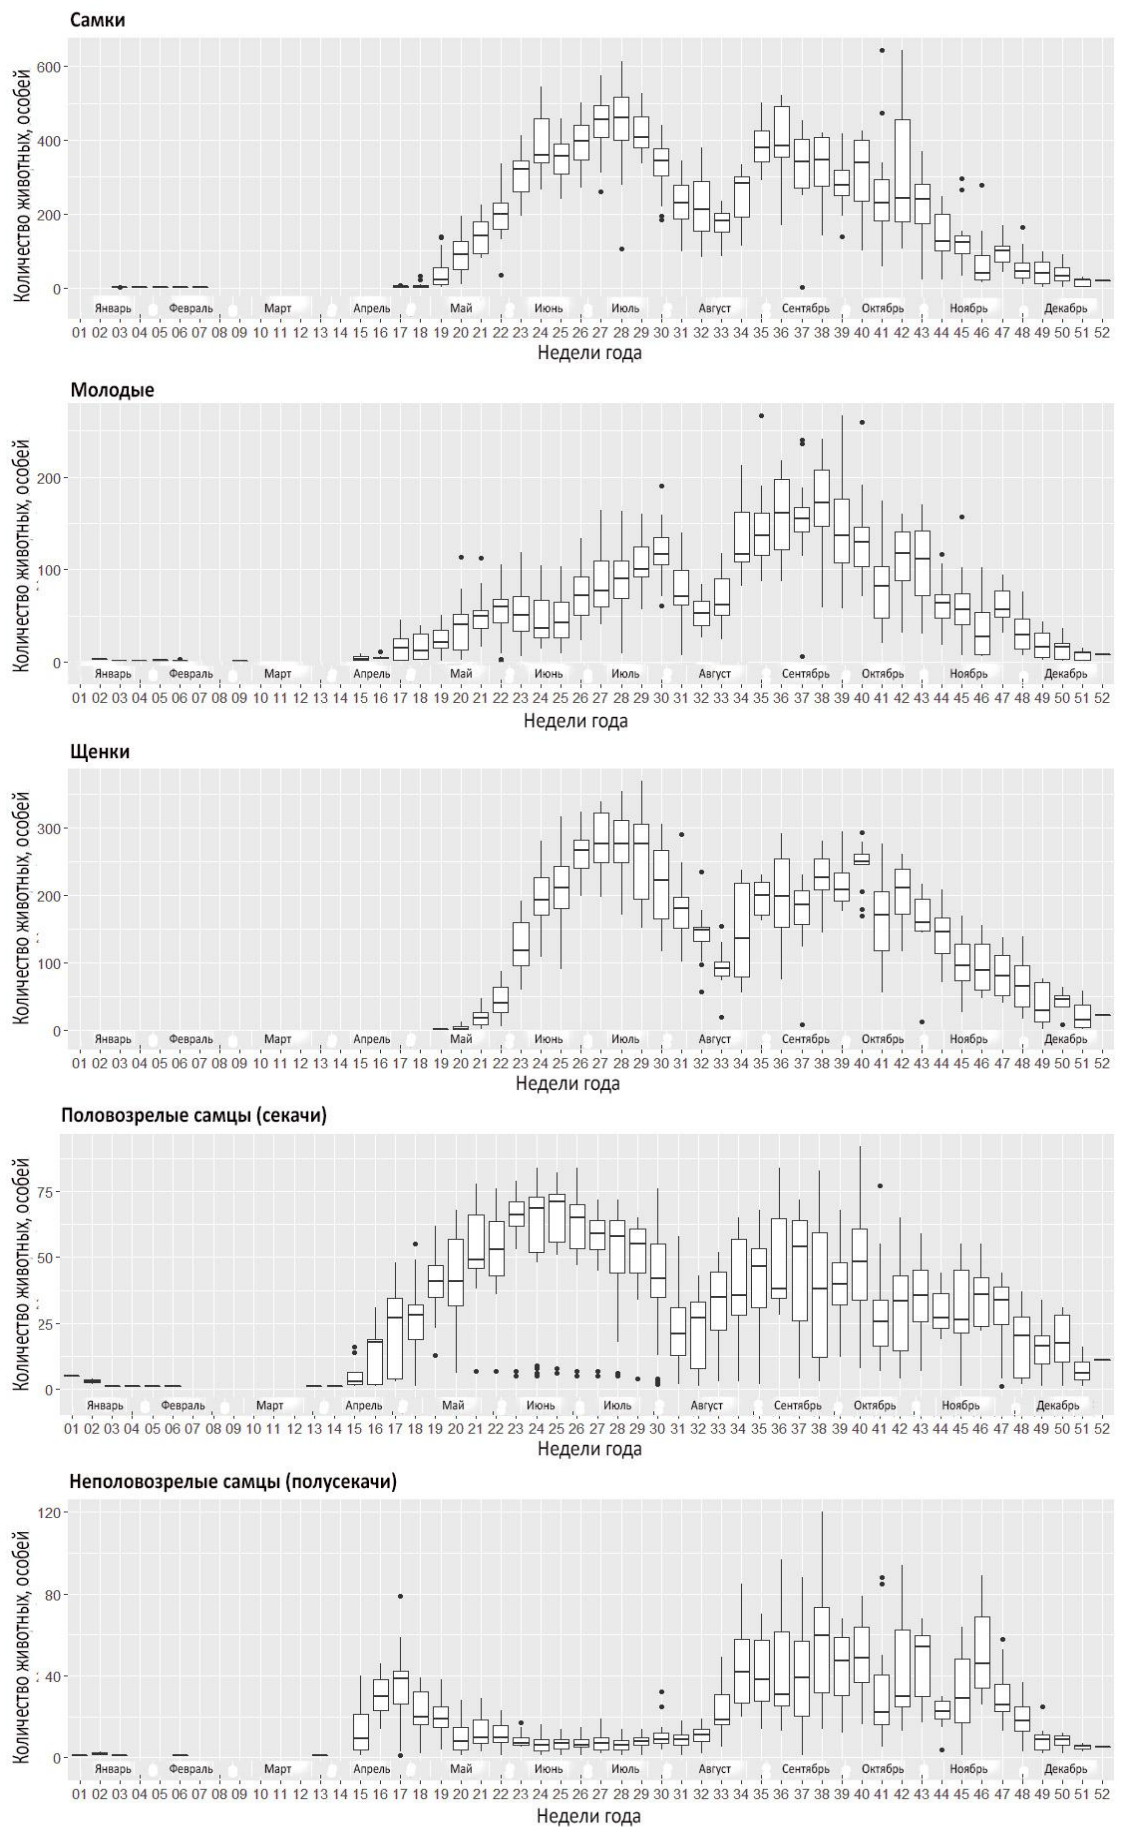 Самки
Количество животных, особей
600
400
200
0
Январь Февраль Март Апрель Май Июнь Июль Август Сентябрь Октябрь Ноябрь Декабрь
01 02 03 04 05 06 07 08 09 10 11 12 13 14 16 17 18 19 20 21 22 23 24 25 26 27 28 29 30 31 32 33 34 35 36 37 38 39 40 41 42 43 44 45 46 47 48 49 50 51 52
Недели года
Молодые
Количество животных, особей
200
100
0
Январь Февраль Март Апрель Май Июнь Июль Август Сентябрь Октябрь Ноябрь Декабрь
01 02 03 04 05 06 07 08 09 10 11 12 13 14 15 16 17 18 19 20 21 22 23 24 25 26 27 28 29 30 31 32 33 34 35 36 37 38 39 40 41 42 43 44 45 46 47 48 49 50 51 52
Недели года
Щенки
Количество животных, особей
300
200
100
0
Январь Февраль Март Апрель Май Июнь Июль Август Сентябрь Октябрь Ноябрь Декабрь
01 02 03 04 05 06 07 08 09 10 11 12 13 14 16 17 18 19 20 21 22 23 24 25 26 27 28 29 30 31 32 33 34 35 36 37 38 39 40 41 42 43 44 45 46 47 48 49 50 51 52
Недели года
Половозрелые самцы (секачи)
Количество животных, особей
75
50
25
0
Январь Февраль Март Апрель Май Июнь Июль Август Сентябрь Октябрь Ноябрь Декабрь
01 02 03 04 05 06 07 08 09 10 11 12 13 14 15 16 17 18 19 20 21 22 23 24 25 26 27 28 29 30 31 32 33 34 35 36 37 38 39 40 41 42 43 44 45 46 47 48 49 50 51 52
Недели года
Неполовозрелые самцы (полусекачи)
Количество животных, особей
120
80
40
0
Январь Февраль Март Апрель Май Июнь Июль Август Сентябрь Октябрь Ноябрь Декабрь
01 02 03 04 05 06 07 08 09 10 11 12 13 14 15 16 17 18 19 20 21 22 23 24 25 26 27 28 29 30 31 32 33 34 35 36 37 38 39 40 41 42 43 44 45 46 47 48 49 50 51 52
Недели года